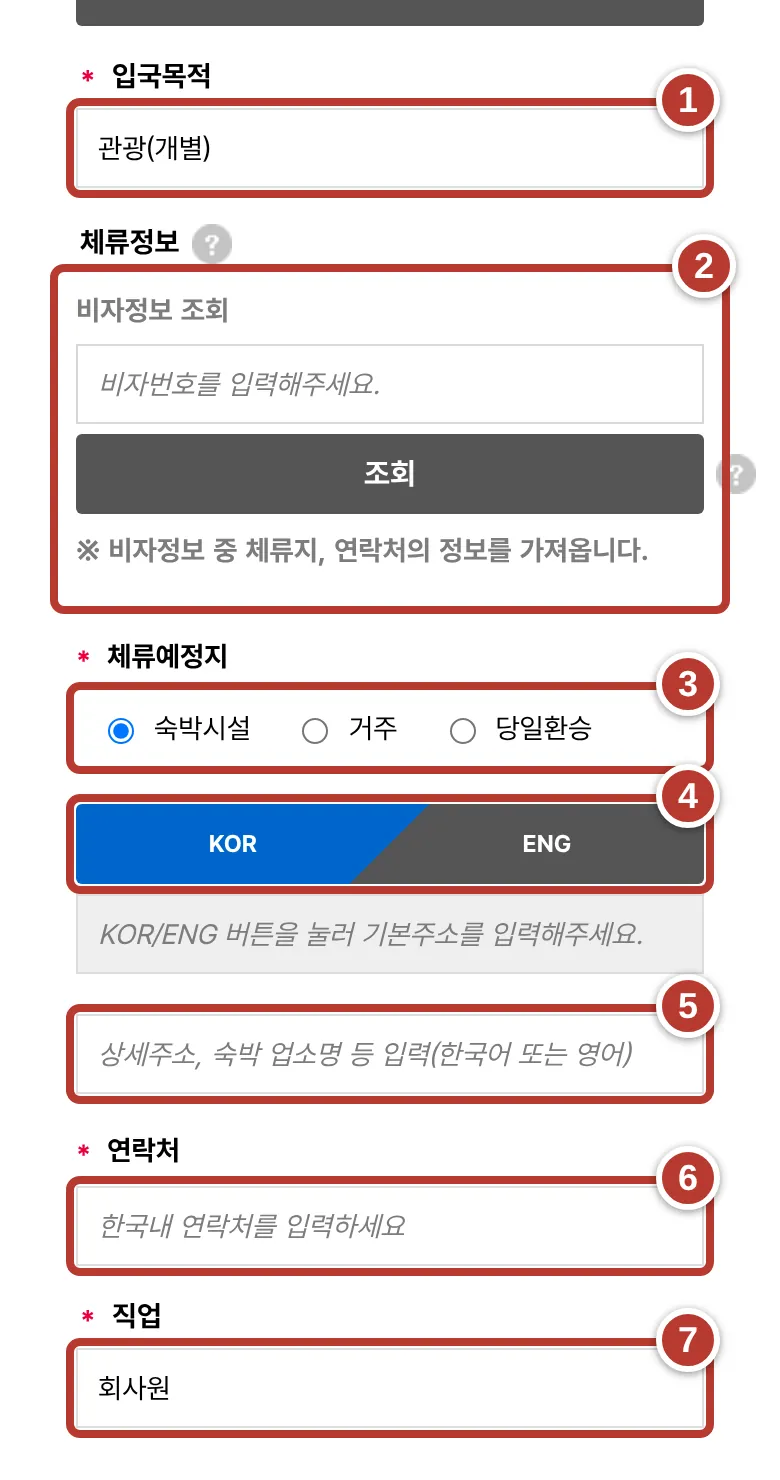 * 입국목적
1
관광(개별)
체류정보 ?
2
비자정보 조회
비자번호를 입력해주세요.
조회 ?
※ 비자정보 중 체류지, 연락처의 정보를 가져옵니다.
* 체류예정지
3
숙박시설 거주 당일환승
4
KOR ENG
KOR/ENG 버튼을 눌러 기본주소를 입력해주세요.
5
상세주소, 숙박 업소명 등 입력(한국어 또는 영어)
* 연락처
6
한국내 연락처를 입력하세요
* 직업
7
회사원